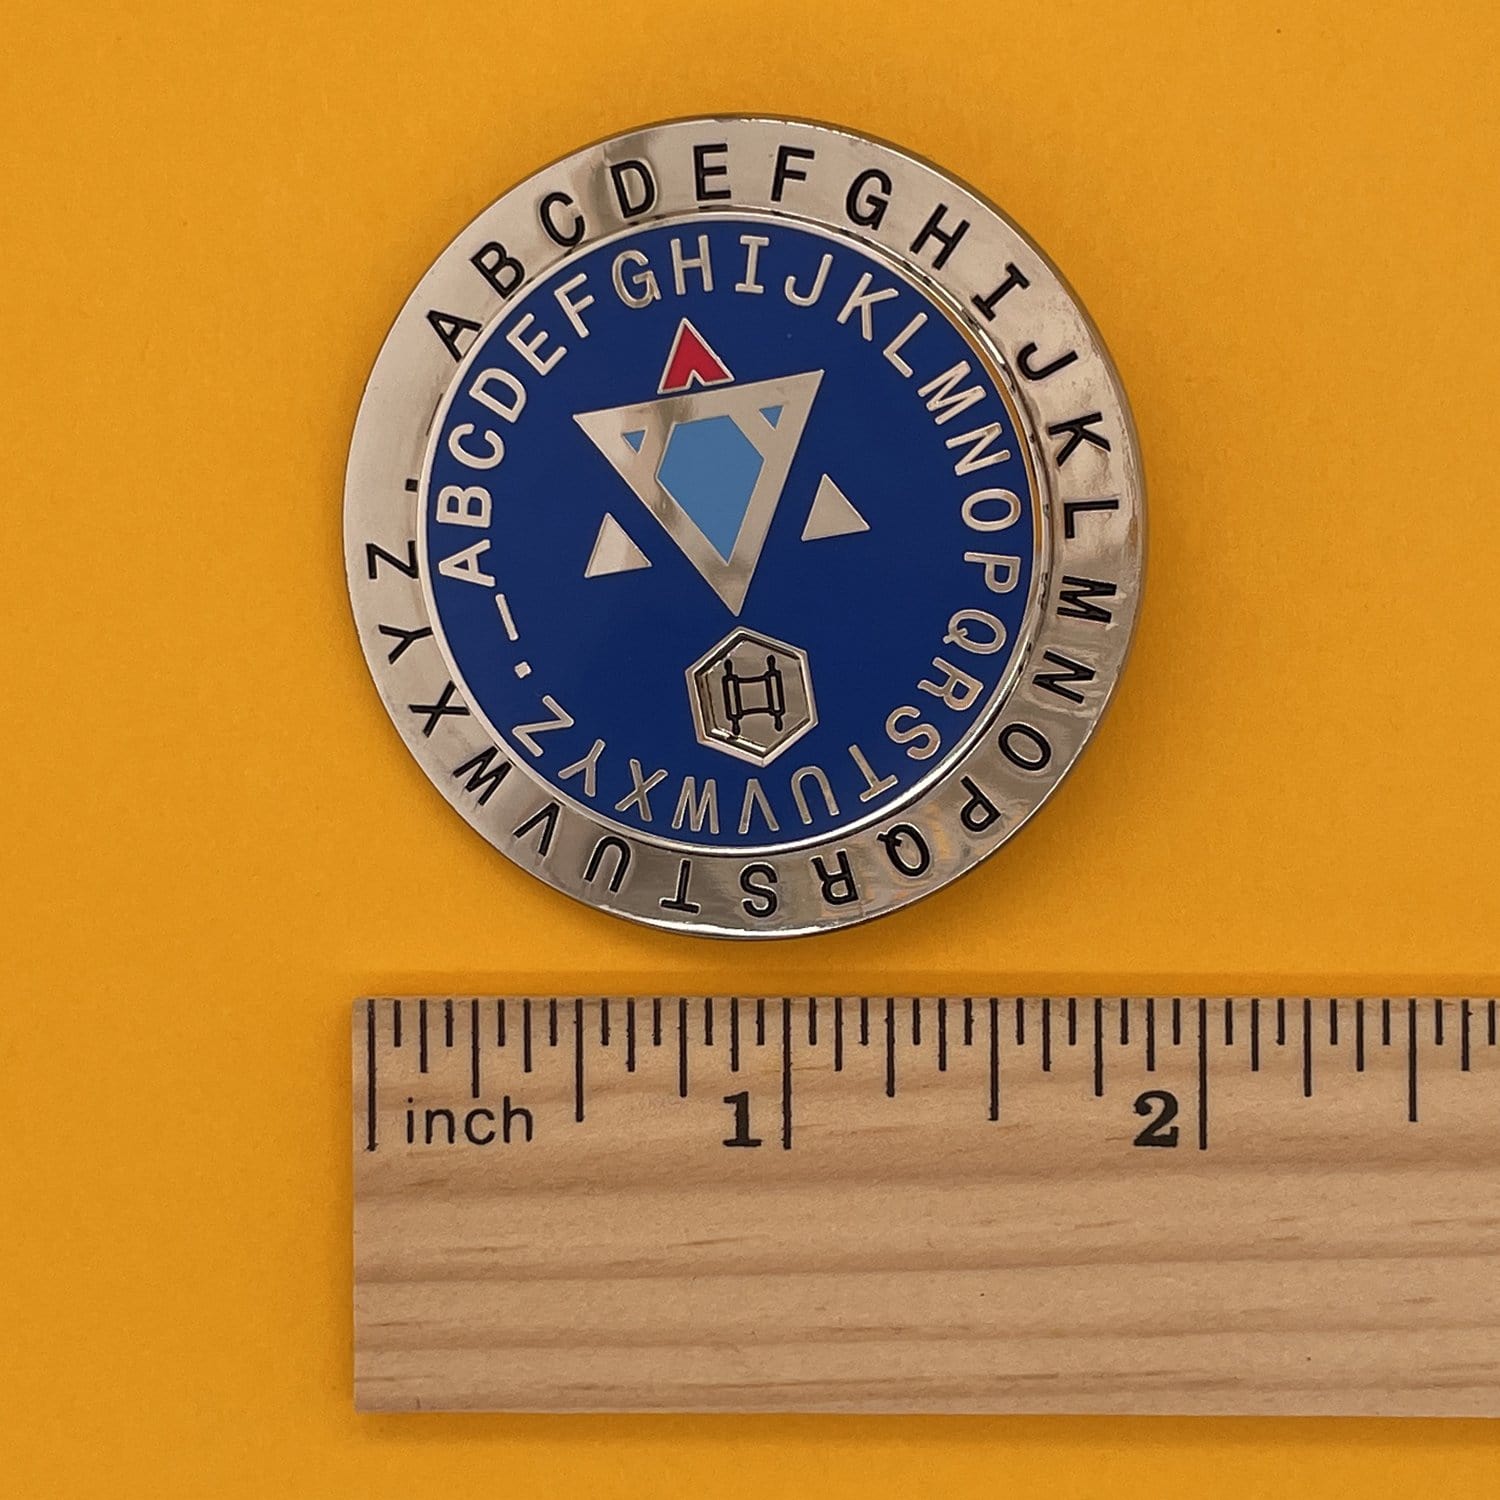 ABCDEFGHIJKLMNOPQRSTUVWXYZ.
ABCDEFGHIJKLMNOPQRSTUVWXYZ._
inch 1 2